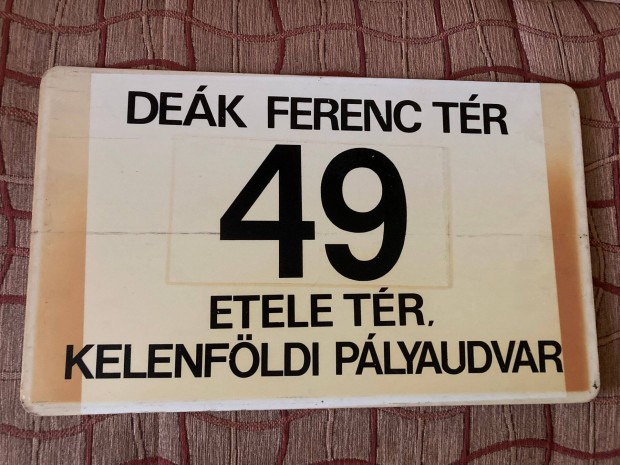 DEÁK FERENC TÉR
49
ETELE TÉR,
KELENFÖLDI PÁLYAUDVAR